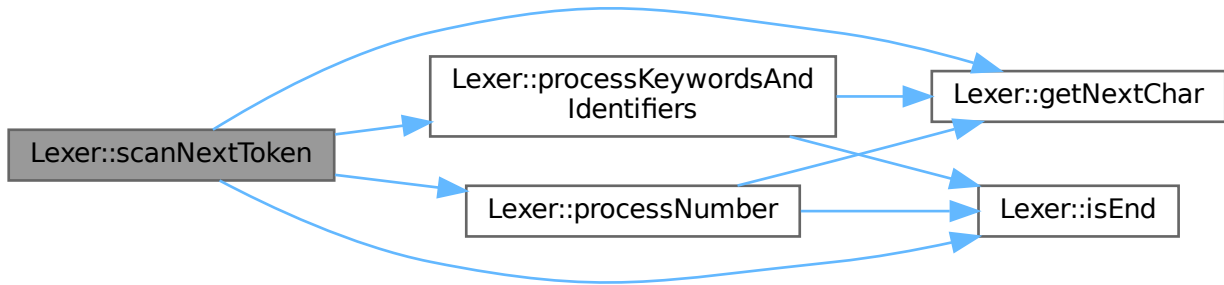 Lexer::scanNextToken
Lexer::processKeywordsAnd
Identifiers
Lexer::processNumber
Lexer::getNextChar
Lexer::isEnd